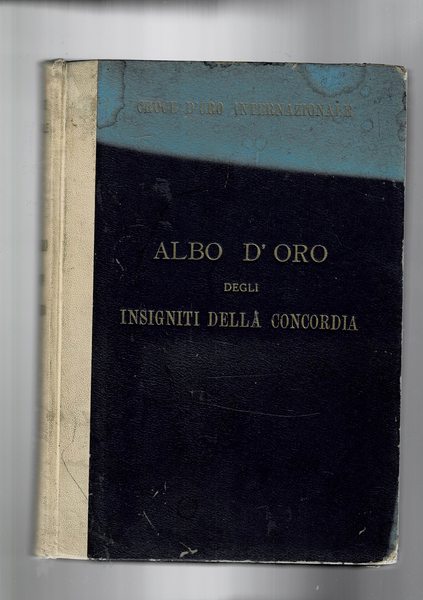 CROCE D'ORO INTERNAZIONALE
ALBO D'ORO
DEGLI
INSIGNITI DELLA CONCORDIA